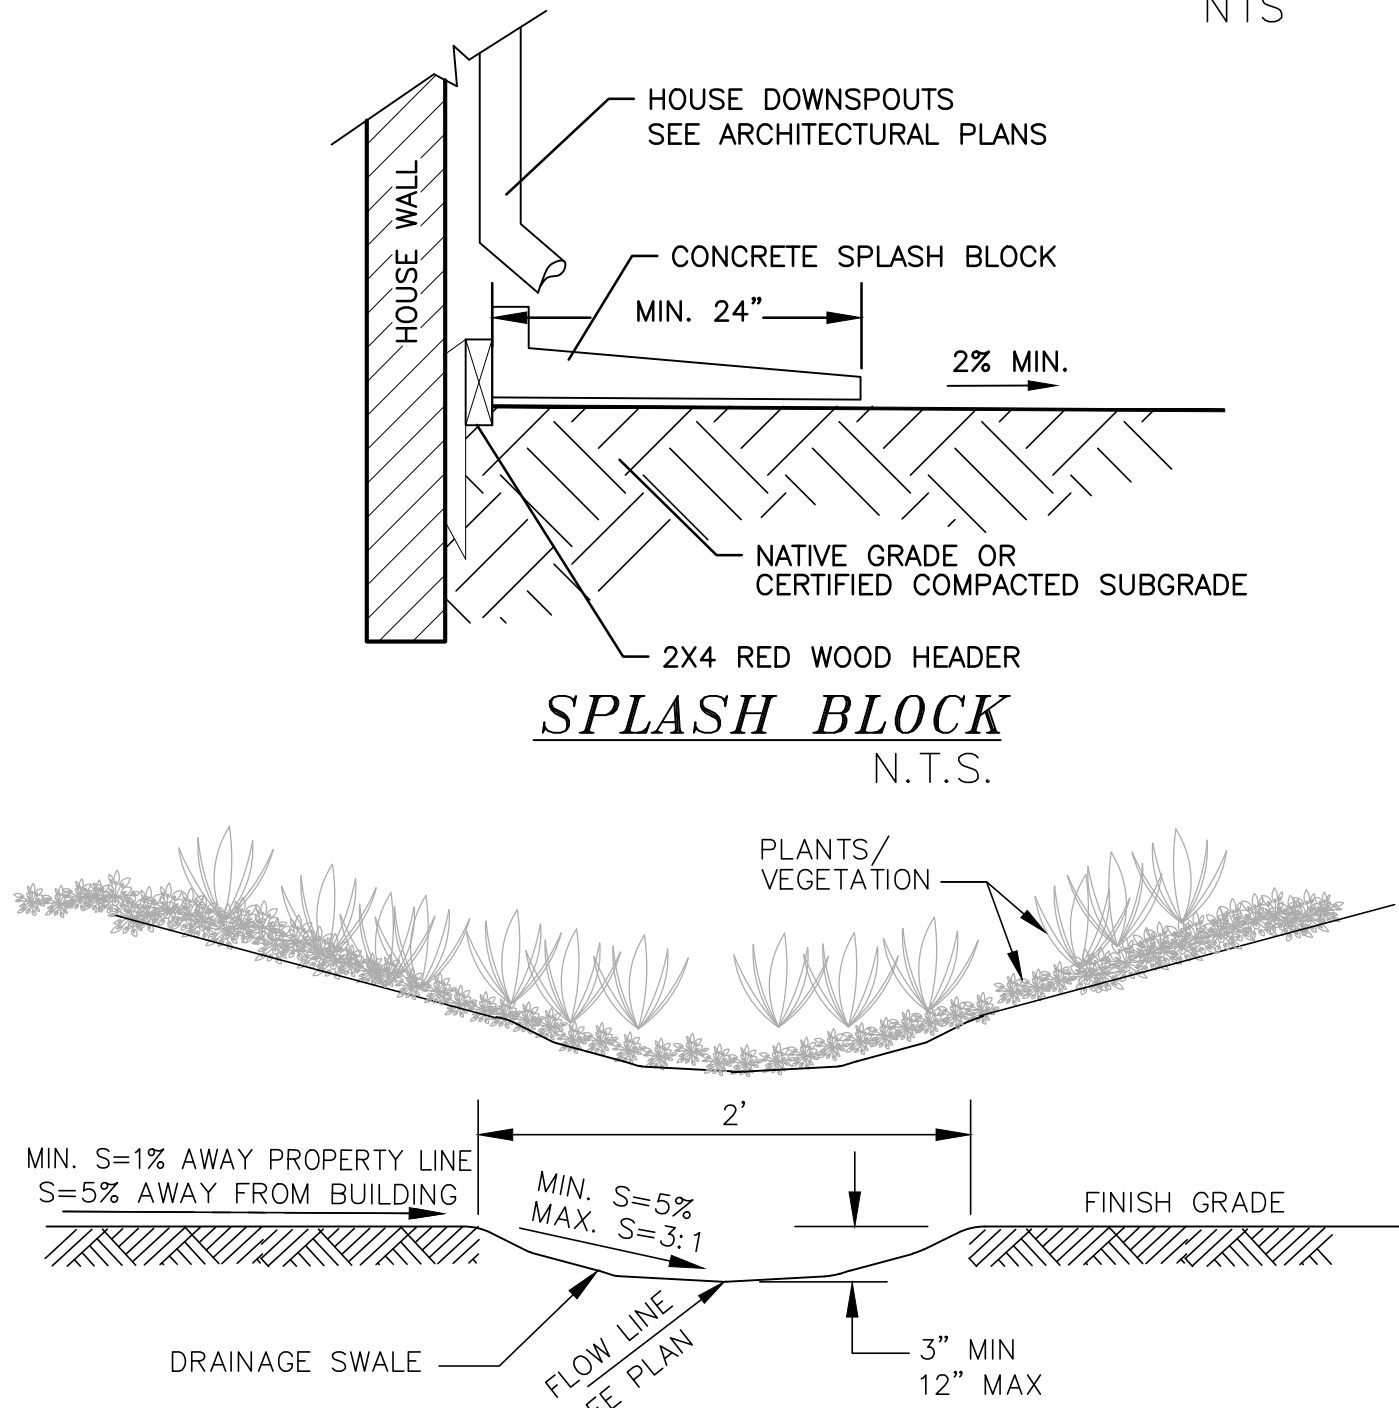 NTS
HOUSE DOWNSPOUTS
SEE ARCHITECTURAL PLANS
HOUSE WALL
CONCRETE SPLASH BLOCK
MIN. 24”
2% MIN.
NATIVE GRADE OR
CERTIFIED COMPACTED SUBGRADE
2X4 RED WOOD HEADER
SPLASH BLOCK
N.T.S.
PLANTS/
VEGETATION
2’
MIN. S=1% AWAY PROPERTY LINE
S=5% AWAY FROM BUILDING
MIN. S=5%
MAX. S=3:1
FINISH GRADE
DRAINAGE SWALE
FLOW LINE
PLAN
3” MIN
12” MAX